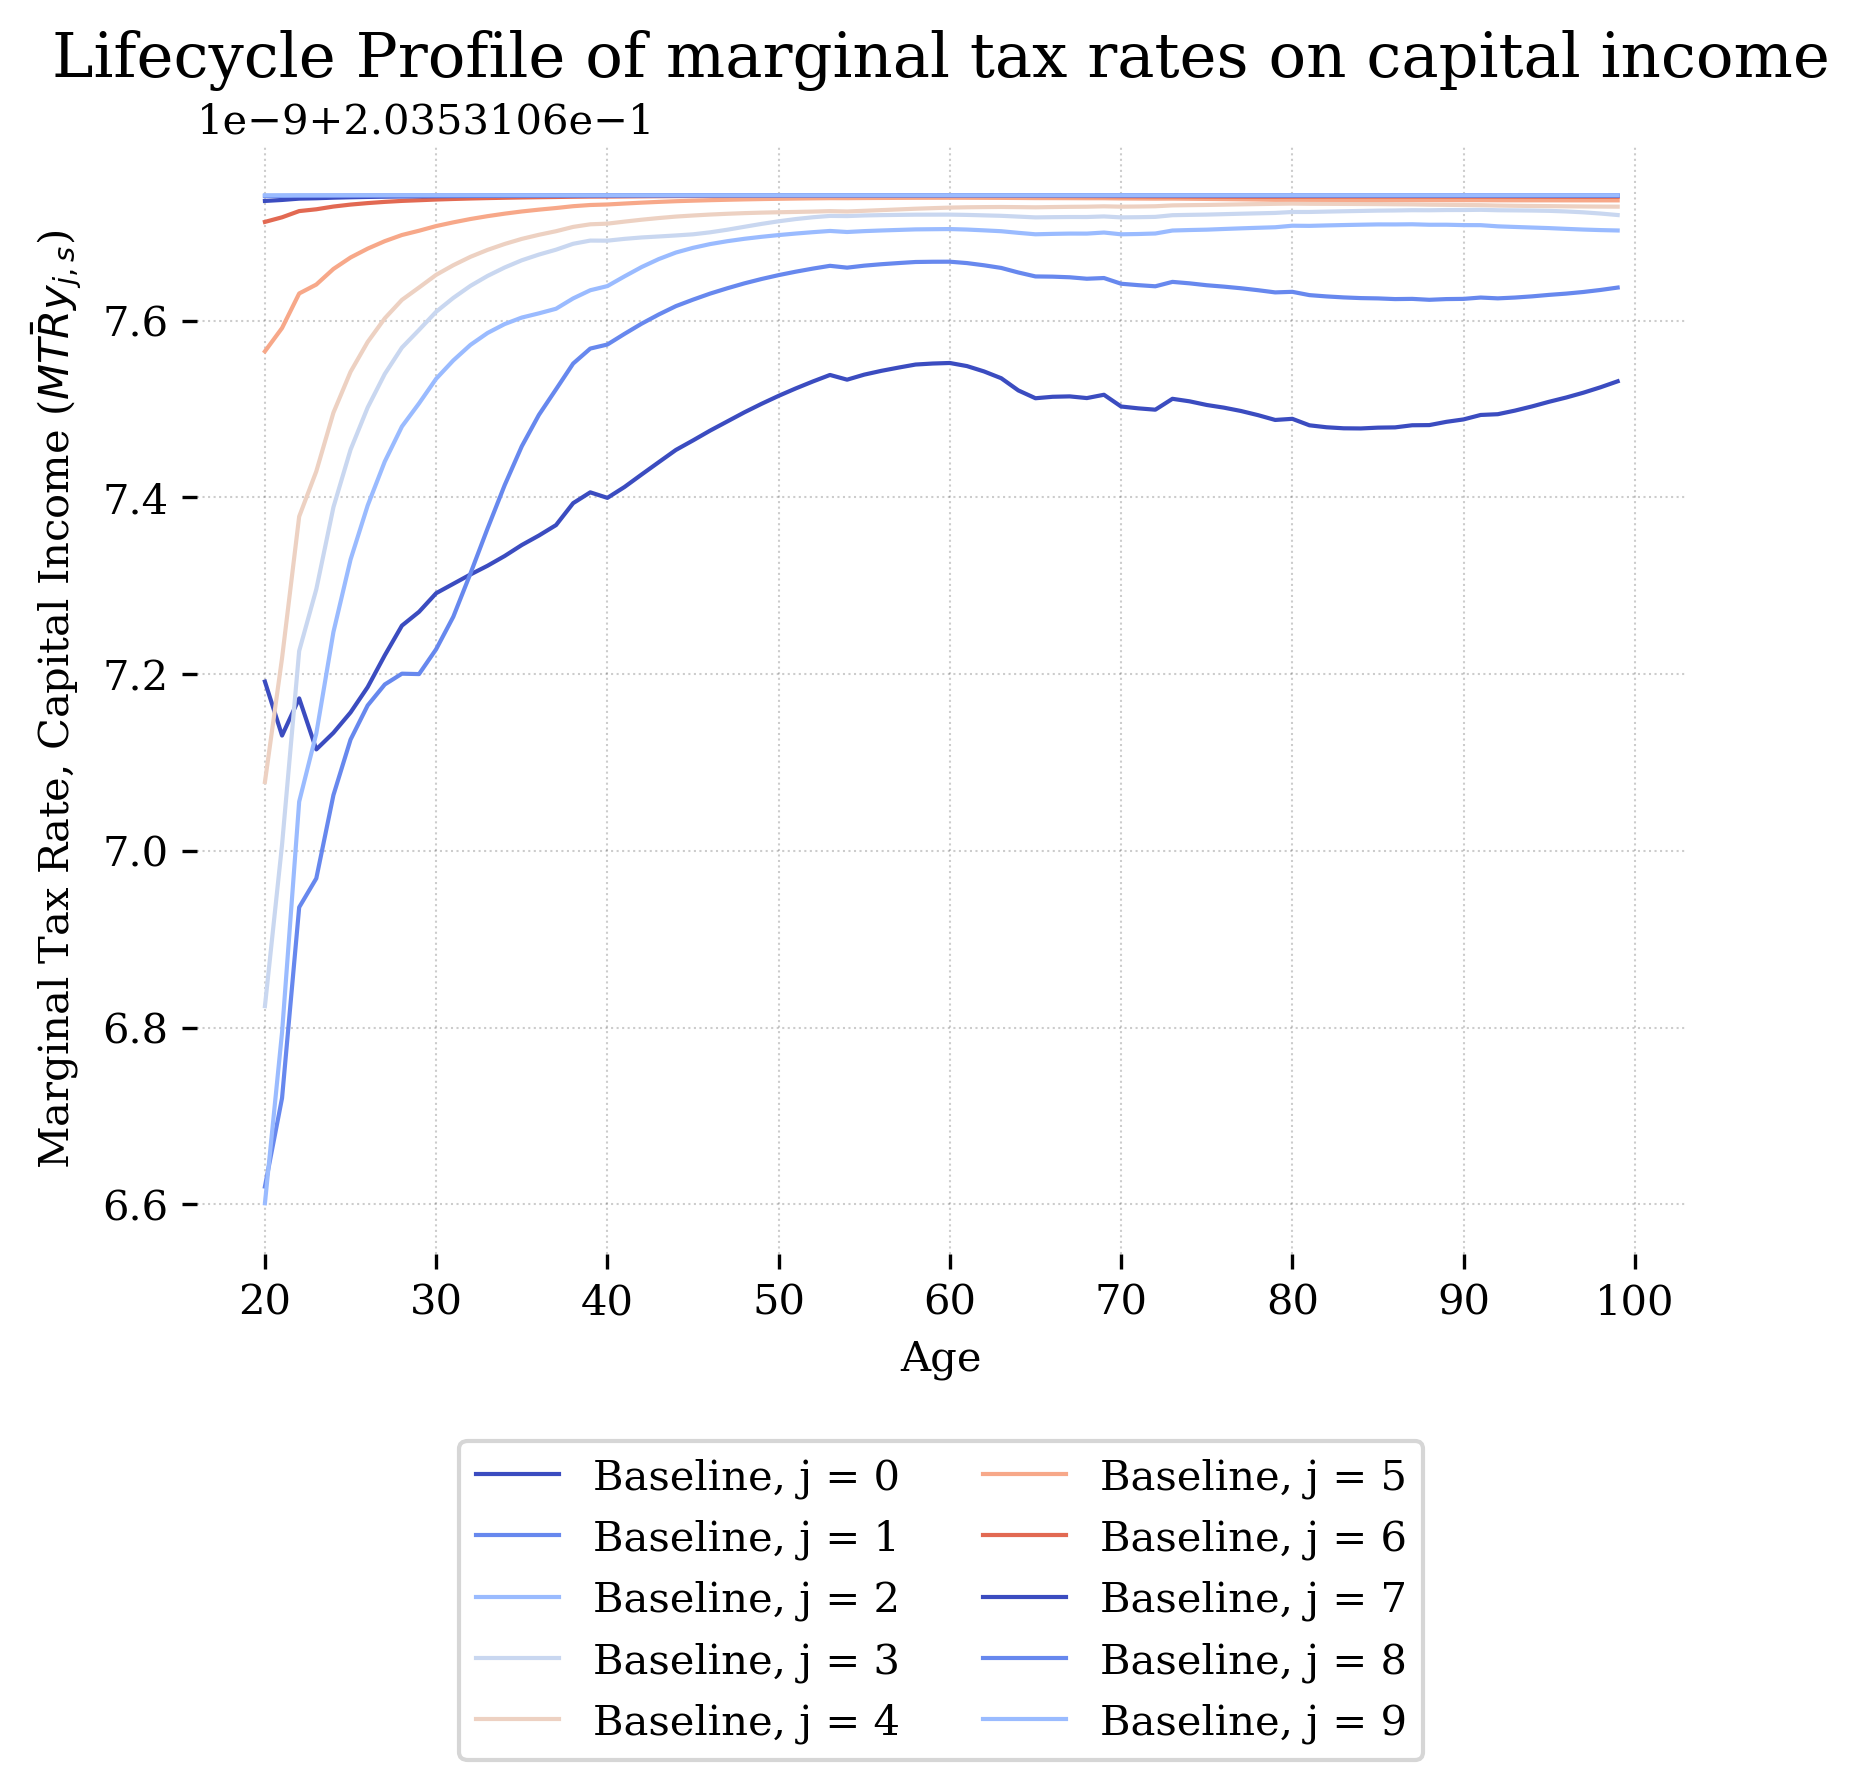 Lifecycle Profile of marginal tax rates on capital income
1e−9+2.0353106e−1
Marginal Tax Rate, Capital Income (MTR̄y_{j,s})
7.6
7.4
7.2
7.0
6.8
6.6
20 30 40 50 60 70 80 90 100
Age
Baseline, j = 0 Baseline, j = 5
Baseline, j = 1 Baseline, j = 6
Baseline, j = 2 Baseline, j = 7
Baseline, j = 3 Baseline, j = 8
Baseline, j = 4 Baseline, j = 9